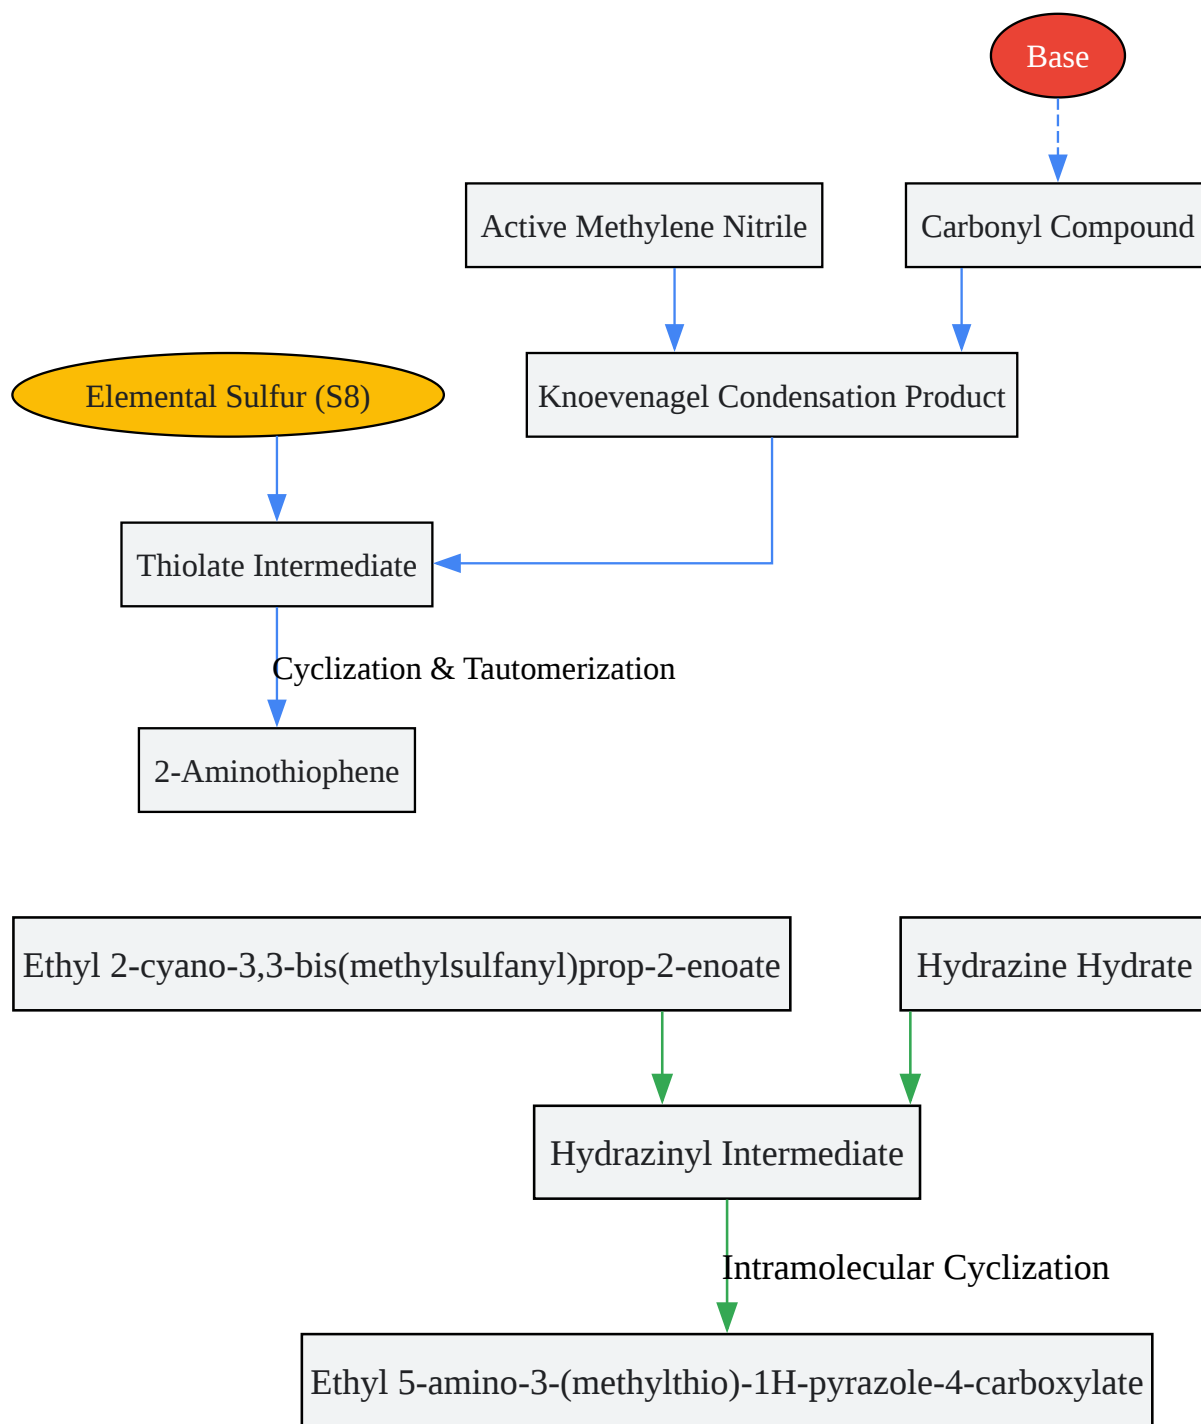 Base
Active Methylene Nitrile
Carbonyl Compound
Elemental Sulfur (S8)
Knoevenagel Condensation Product
Thiolate Intermediate
Cyclization & Tautomerization
2-Aminothiophene
Ethyl 2-cyano-3,3-bis(methylsulfanyl)prop-2-enoate
Hydrazine Hydrate
Hydrazinyl Intermediate
Intramolecular Cyclization
Ethyl 5-amino-3-(methylthio)-1H-pyrazole-4-carboxylate